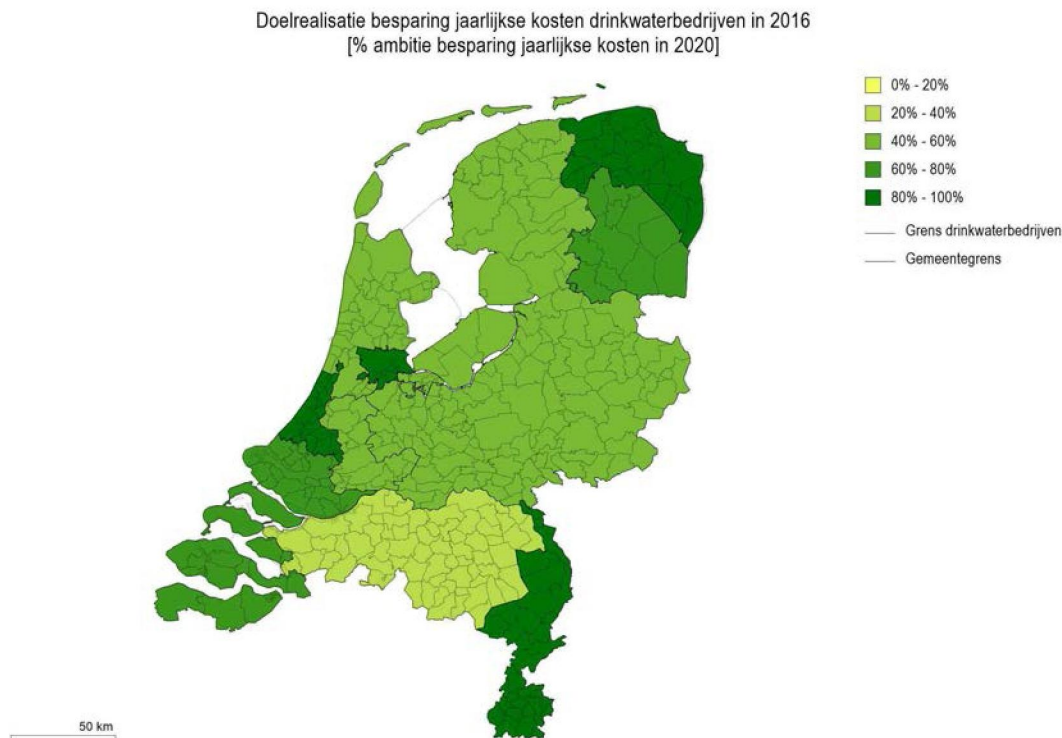 Doelrealisatie besparing jaarlijkse kosten drinkwaterbedrijven in 2016
[% ambitie besparing jaarlijkse kosten in 2020]
0% - 20%
20% - 40%
40% - 60%
60% - 80%
80% - 100%
Grens drinkwaterbedrijven
Gemeentegrens
50 km